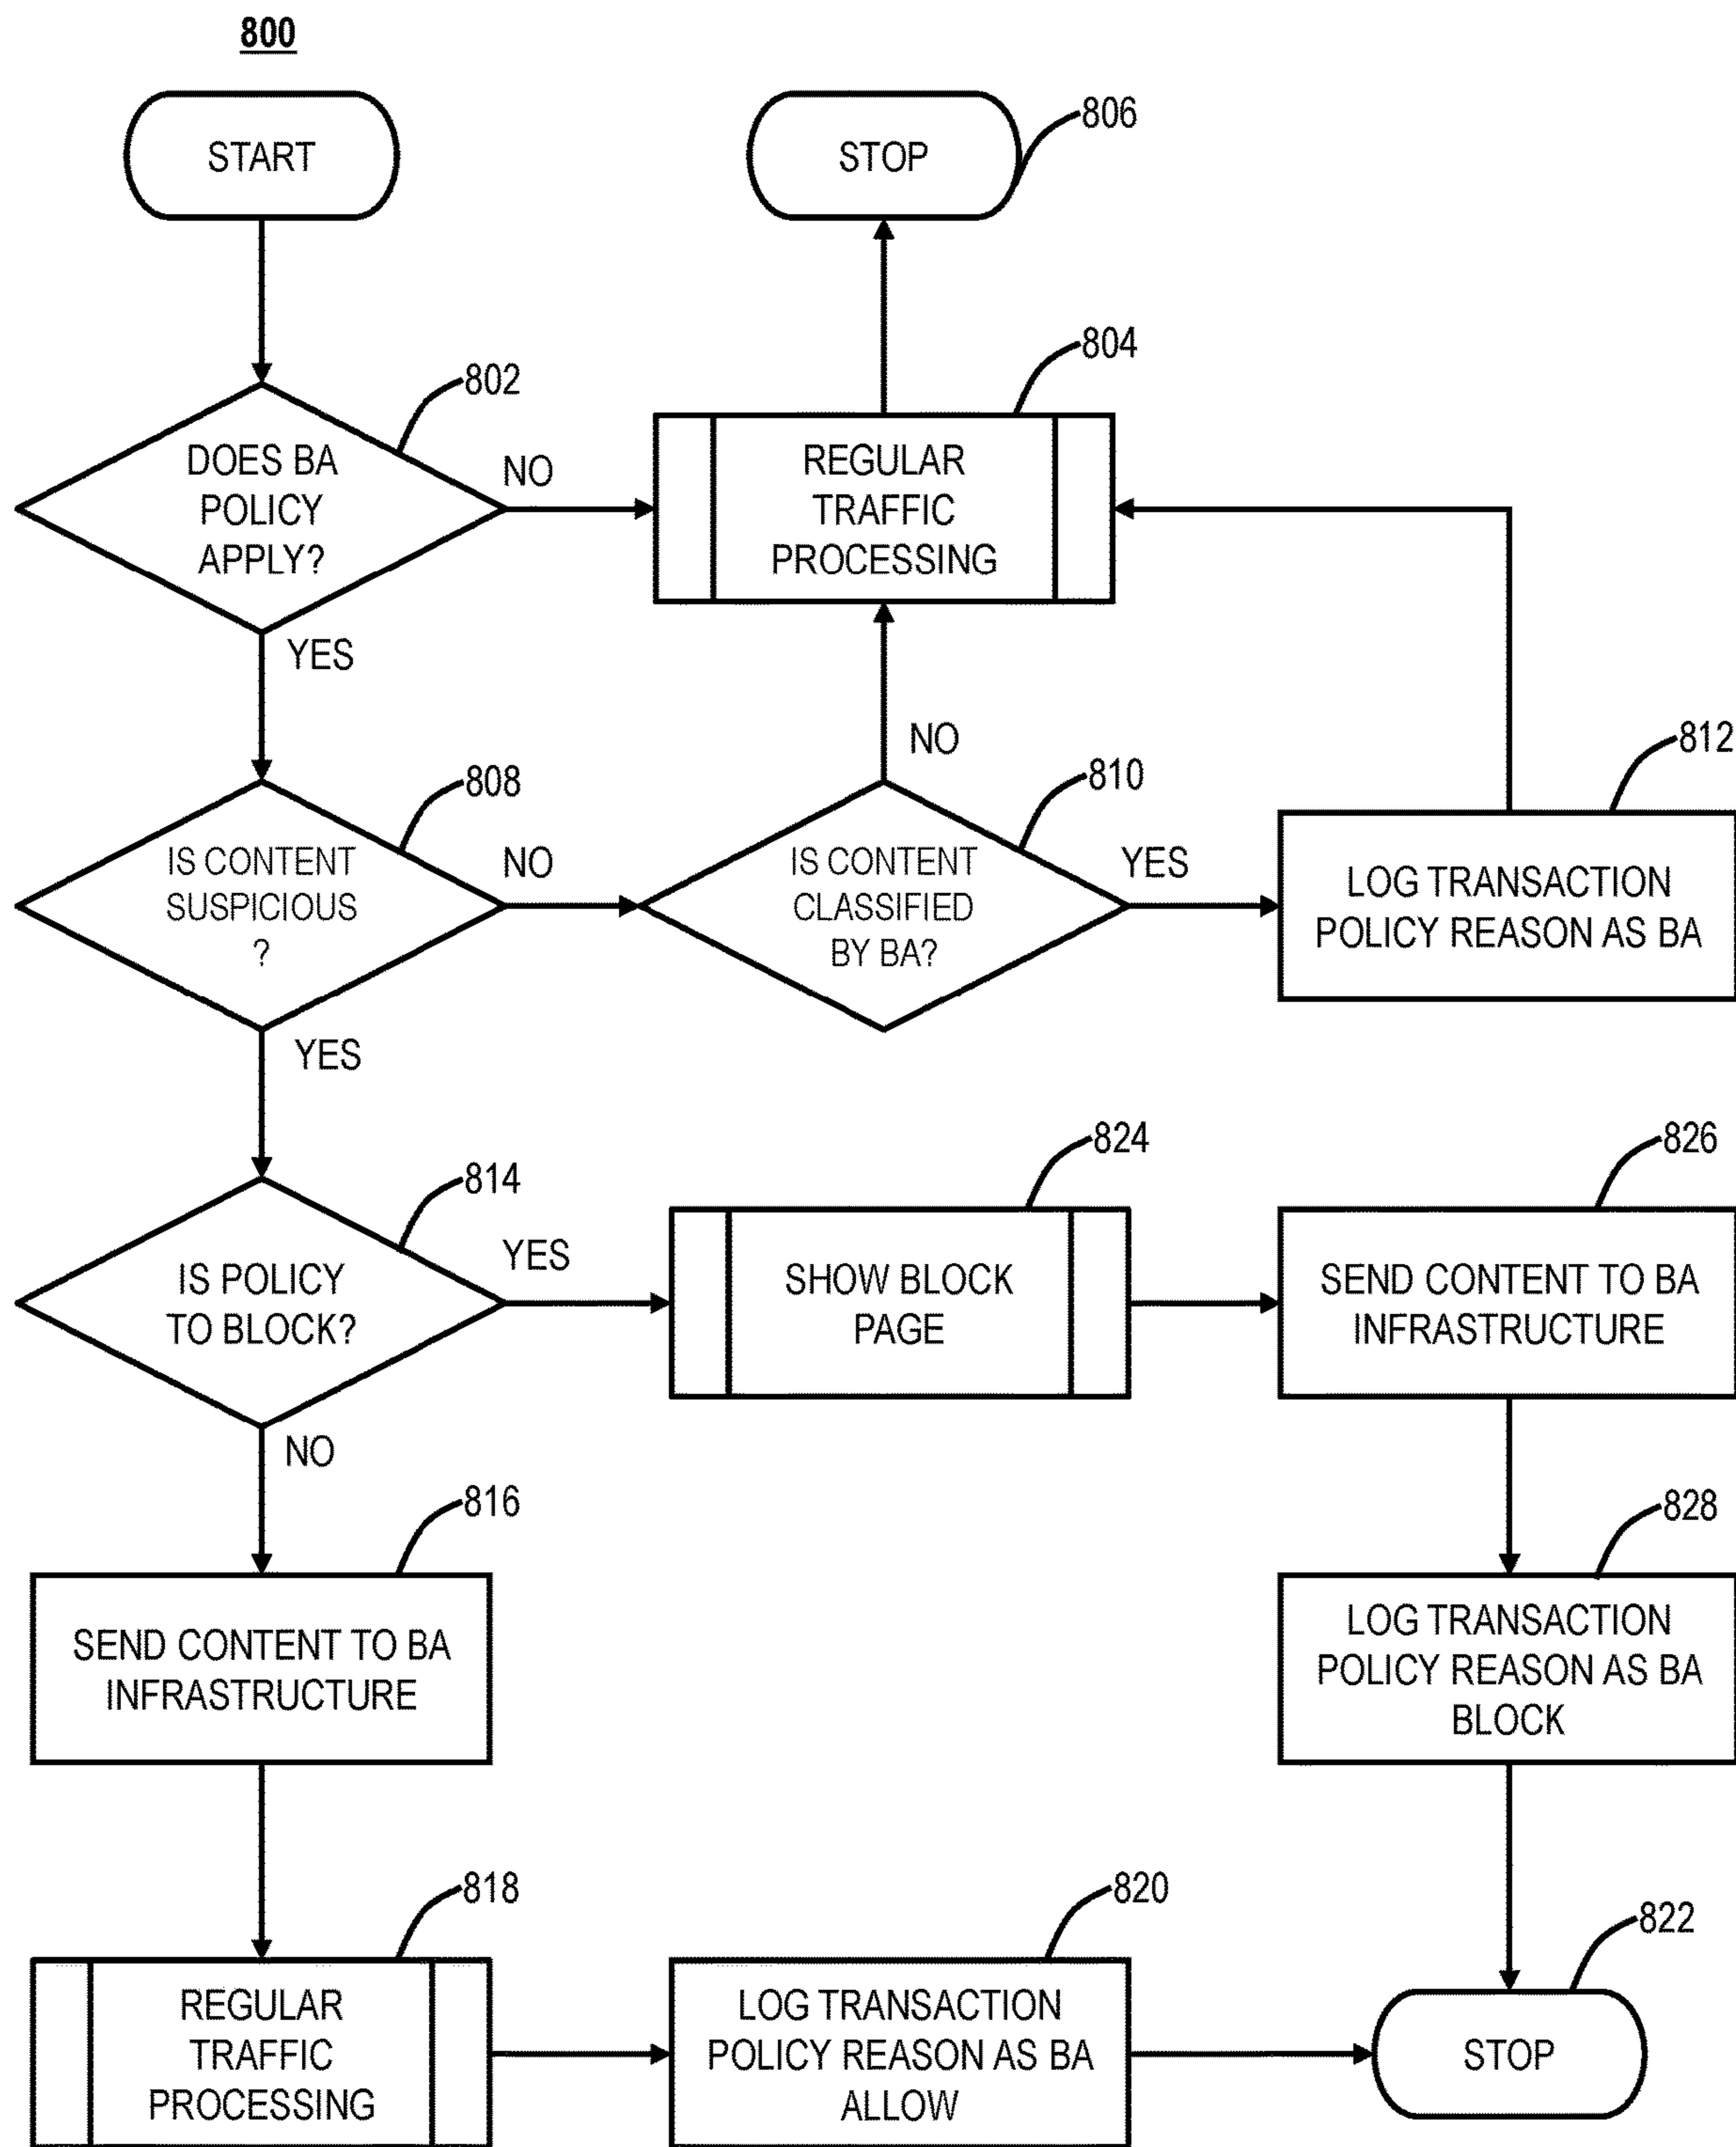 800
START
STOP
806
802
804
DOES BA
POLICY
APPLY?
NO
REGULAR
TRAFFIC
PROCESSING
YES
NO
808
810
812
IS CONTENT
SUSPICIOUS
?
NO
IS CONTENT
CLASSIFIED
BY BA?
YES
LOG TRANSACTION
POLICY REASON AS BA
YES
814
824
826
IS POLICY
TO BLOCK?
YES
SHOW BLOCK
PAGE
SEND CONTENT TO BA
INFRASTRUCTURE
NO
816
828
SEND CONTENT TO BA
INFRASTRUCTURE
LOG TRANSACTION
POLICY REASON AS BA
BLOCK
818
820
822
REGULAR
TRAFFIC
PROCESSING
LOG TRANSACTION
POLICY REASON AS BA
ALLOW
STOP